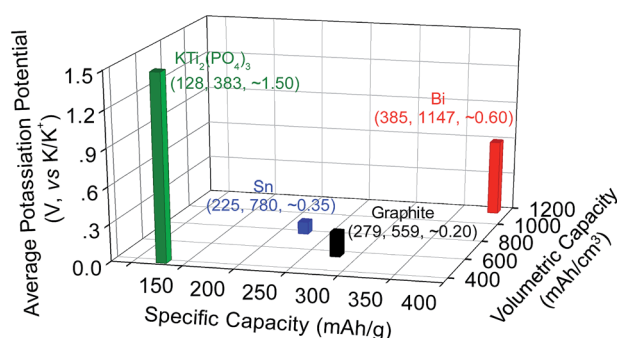 Average Potassiation Potential
(V, vs K/K⁺)
1.5
1.2
.9
.6
.3
0.0
KTi₂(PO₄)₃
(128, 383, ~1.50)
Bi
(385, 1147, ~0.60)
Sn
(225, 780, ~0.35)
Graphite
(279, 559, ~0.20)
150 200 250 300 350 400
Specific Capacity (mAh/g)
1200
1000
800
600
400
Volumetric Capacity
(mAh/cm³)